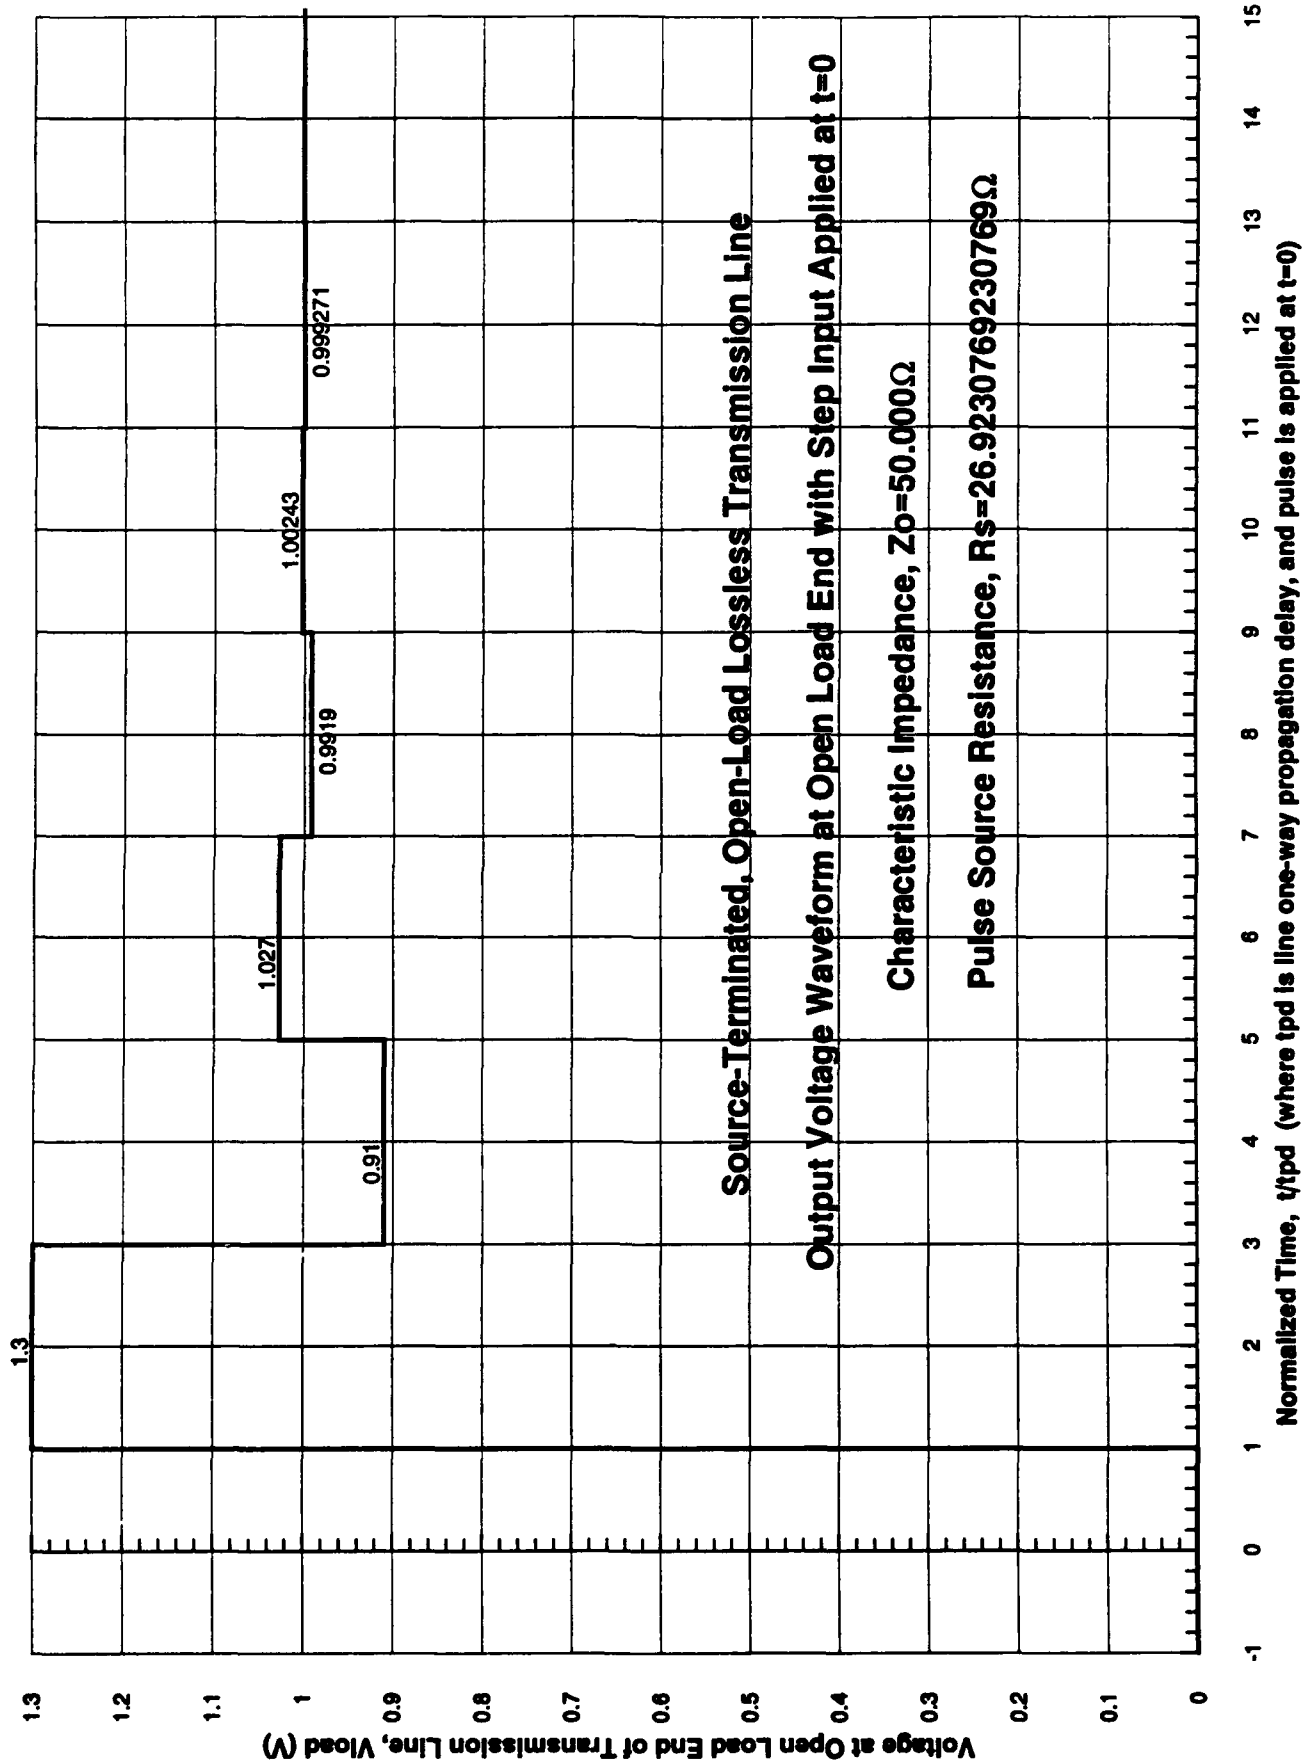 1.3
1.2
1.1
1
0.9
0.8
0.7
0.6
0.5
0.4
0.3
0.2
0.1
0
Voltage at Open Load End of Transmission Line, Vload (V)
1.3
0.91
1.027
0.9919
1.00243
0.999271
Source-Terminated, Open-Load Lossless Transmission Line
Output Voltage Waveform at Open Load End with Step Input Applied at t=0
Characteristic Impedance, Zo=50.000Ω
Pulse Source Resistance, Rs=26.9230769230769Ω
-1 0 1 2 3 4 5 6 7 8 9 10 11 12 13 14 15
Normalized Time, t/tpd (where tpd is line one-way propagation delay, and pulse is applied at t=0)